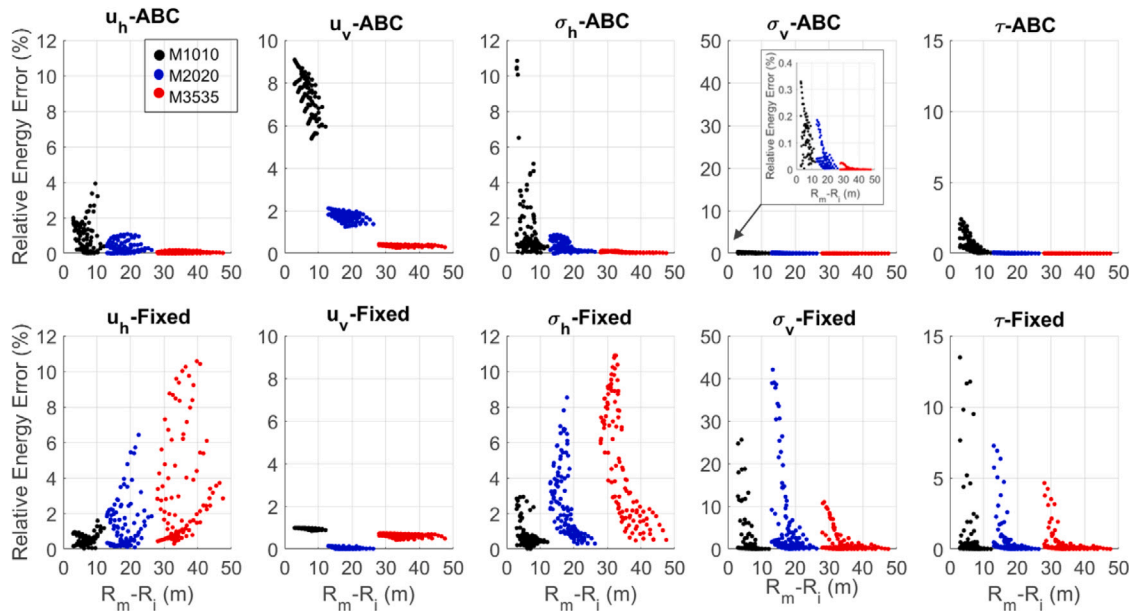 u_h-ABC
u_v-ABC
σ_h-ABC
σ_v-ABC
τ-ABC
Relative Energy Error (%)
12
10
8
6
4
2
0
M1010
M2020
M3535
0 10 20 30 40 50
10
8
6
4
2
0
0 10 20 30 40 50
12
10
8
6
4
2
0
0 10 20 30 40 50
50
40
30
20
10
0
0 10 20 30 40 50
Relative Energy Error (%)
0.4
0.3
0.2
0.1
0
0 10 20 30 40 50
R_m-R_i (m)
15
10
5
0
0 10 20 30 40 50
u_h-Fixed
u_v-Fixed
σ_h-Fixed
σ_v-Fixed
τ-Fixed
Relative Energy Error (%)
12
10
8
6
4
2
0
0 10 20 30 40 50
R_m-R_i (m)
10
8
6
4
2
0
0 10 20 30 40 50
R_m-R_i (m)
12
10
8
6
4
2
0
0 10 20 30 40 50
R_m-R_i (m)
50
40
30
20
10
0
0 10 20 30 40 50
R_m-R_i (m)
15
10
5
0
0 10 20 30 40 50
R_m-R_i (m)